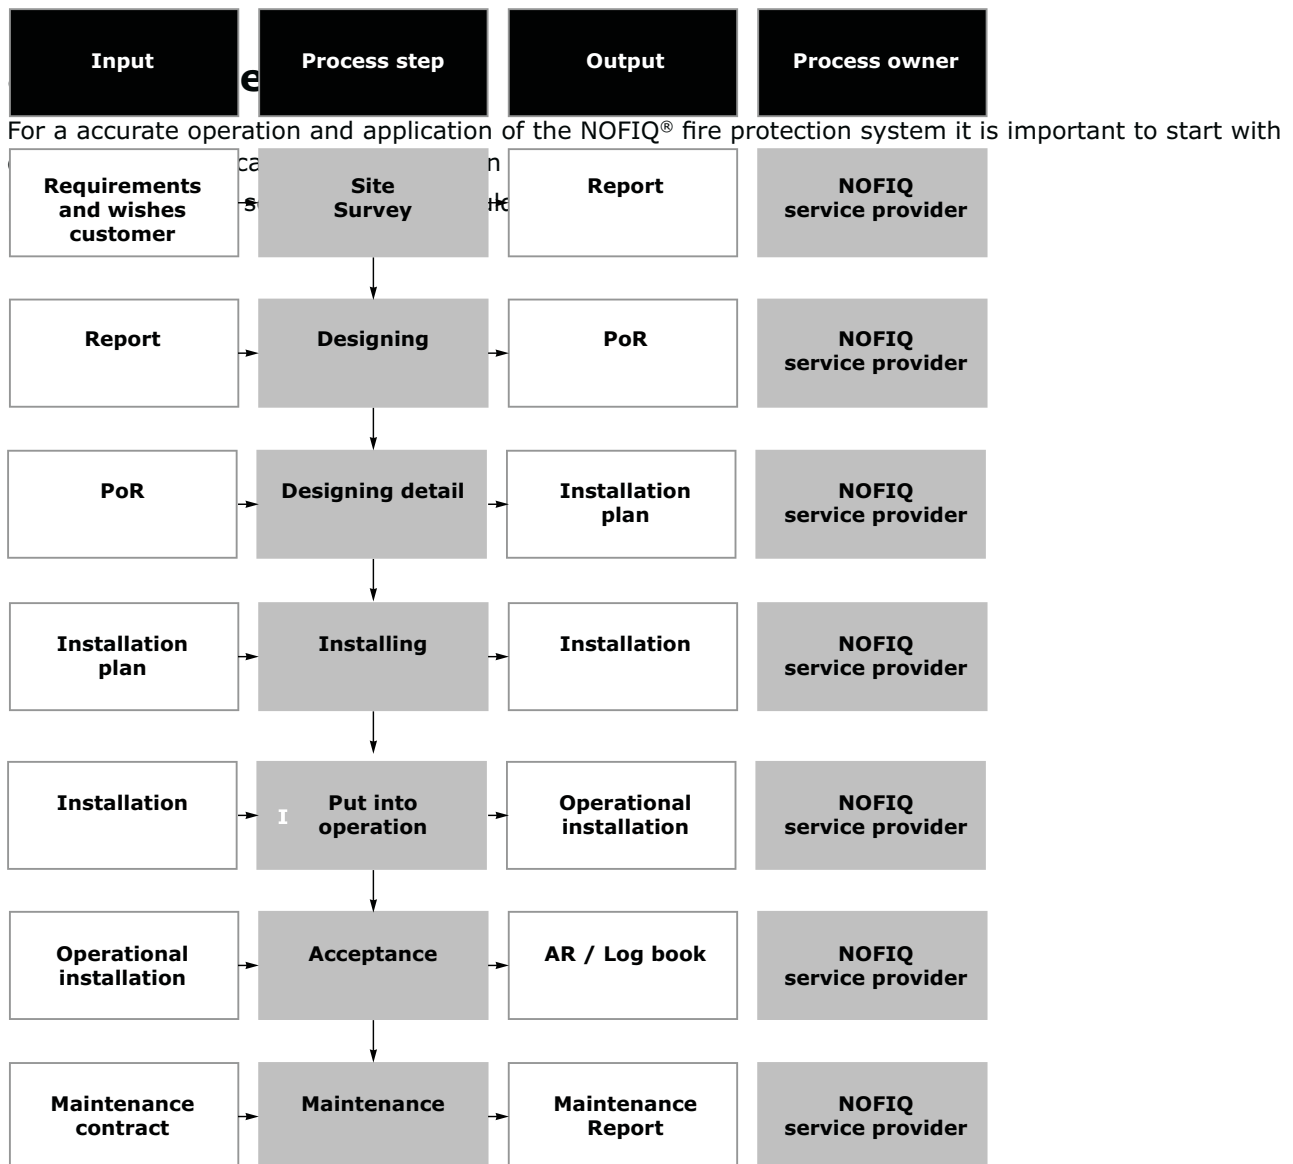 Input
Process step
Output
Process owner
For a accurate operation and application of the NOFIQ® fire protection system it is important to start with
Requirements
and wishes
customer
Site
Survey
Report
NOFIQ
service provider
Report
Designing
PoR
NOFIQ
service provider
PoR
Designing detail
Installation
plan
NOFIQ
service provider
Installation
plan
Installing
Installation
NOFIQ
service provider
Installation
I
Put into
operation
Operational
installation
NOFIQ
service provider
Operational
installation
Acceptance
AR / Log book
NOFIQ
service provider
Maintenance
contract
Maintenance
Maintenance
Report
NOFIQ
service provider